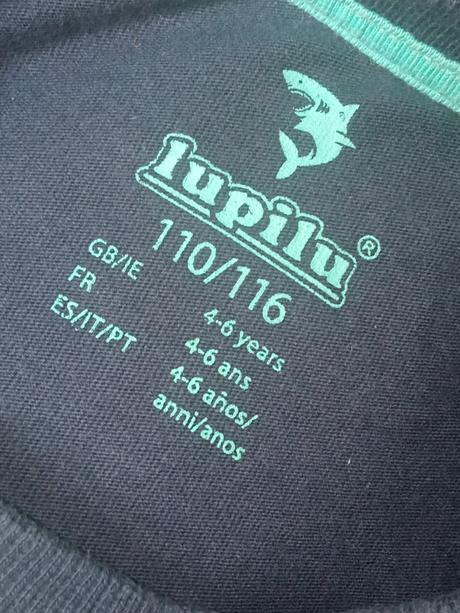 lupilu®
110/116
GB/IE 4-6 years
FR 4-6 ans
ES/IT/PT 4-6 años/
anni/anos